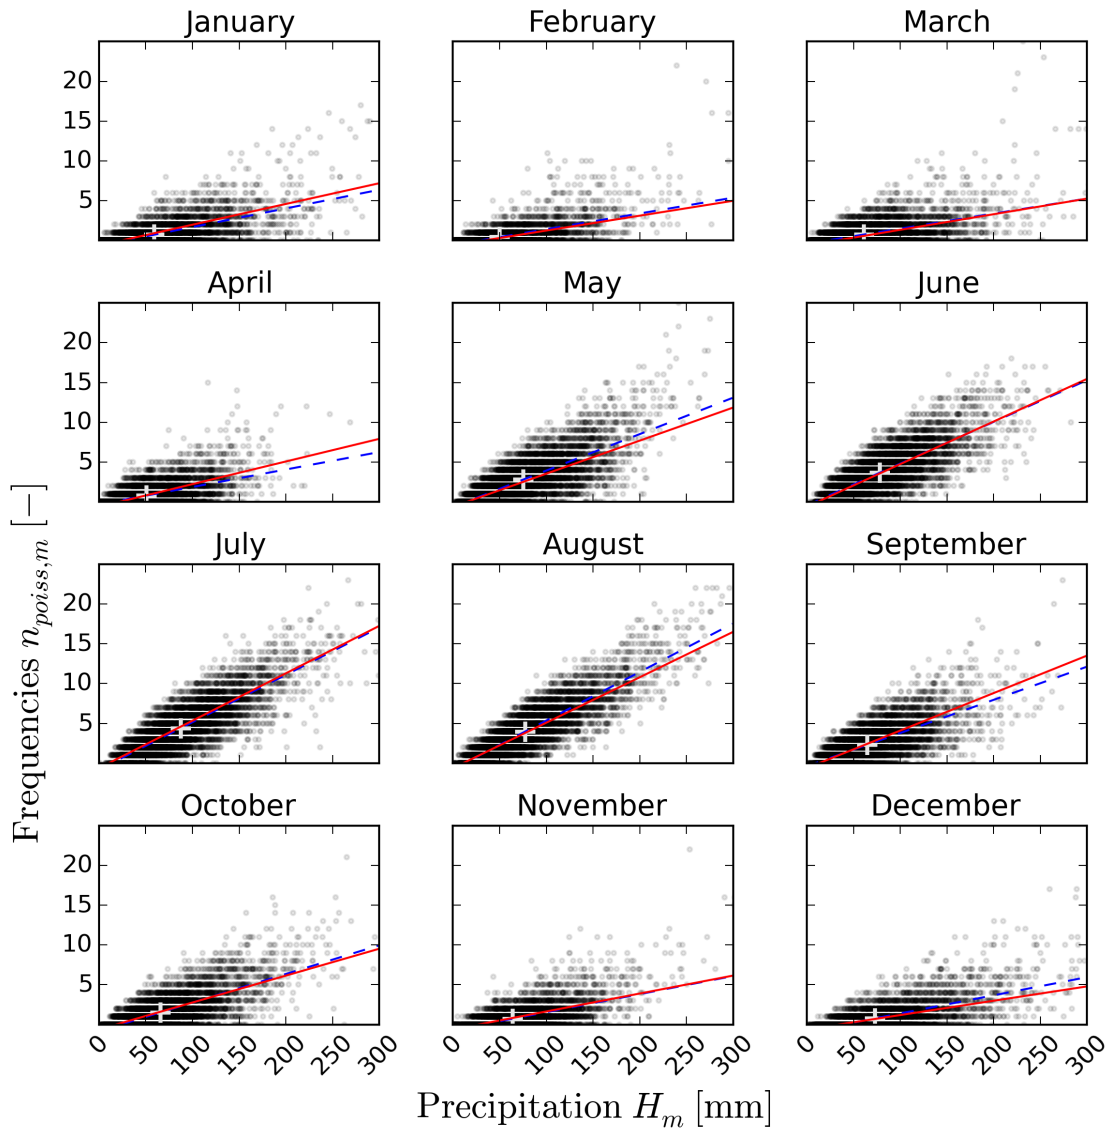 January February March
20
15
10
5
April May June
20
15
10
5
July August September
20
15
10
5
October November December
20
15
10
5
0 50 100 150 200 250 300 0 50 100 150 200 250 300 0 50 100 150 200 250 300
Frequencies n_{poiss,m} [−]
Precipitation H_m [mm]